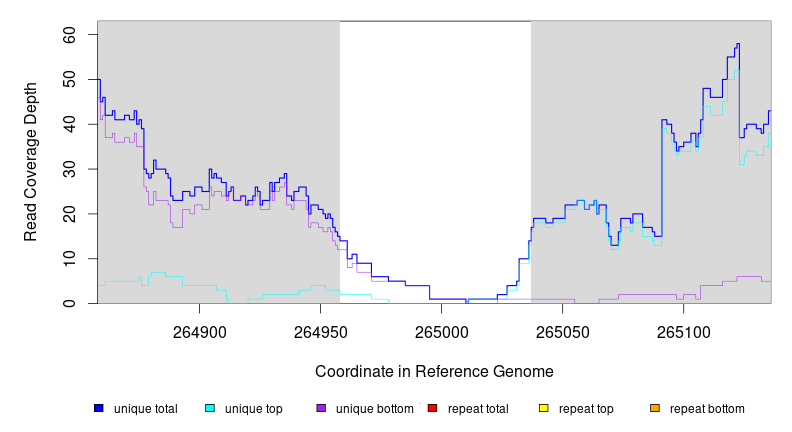 60
50
40
30
20
10
0
Read Coverage Depth
264900 264950 265000 265050 265100
Coordinate in Reference Genome
unique total unique top unique bottom repeat total repeat top repeat bottom